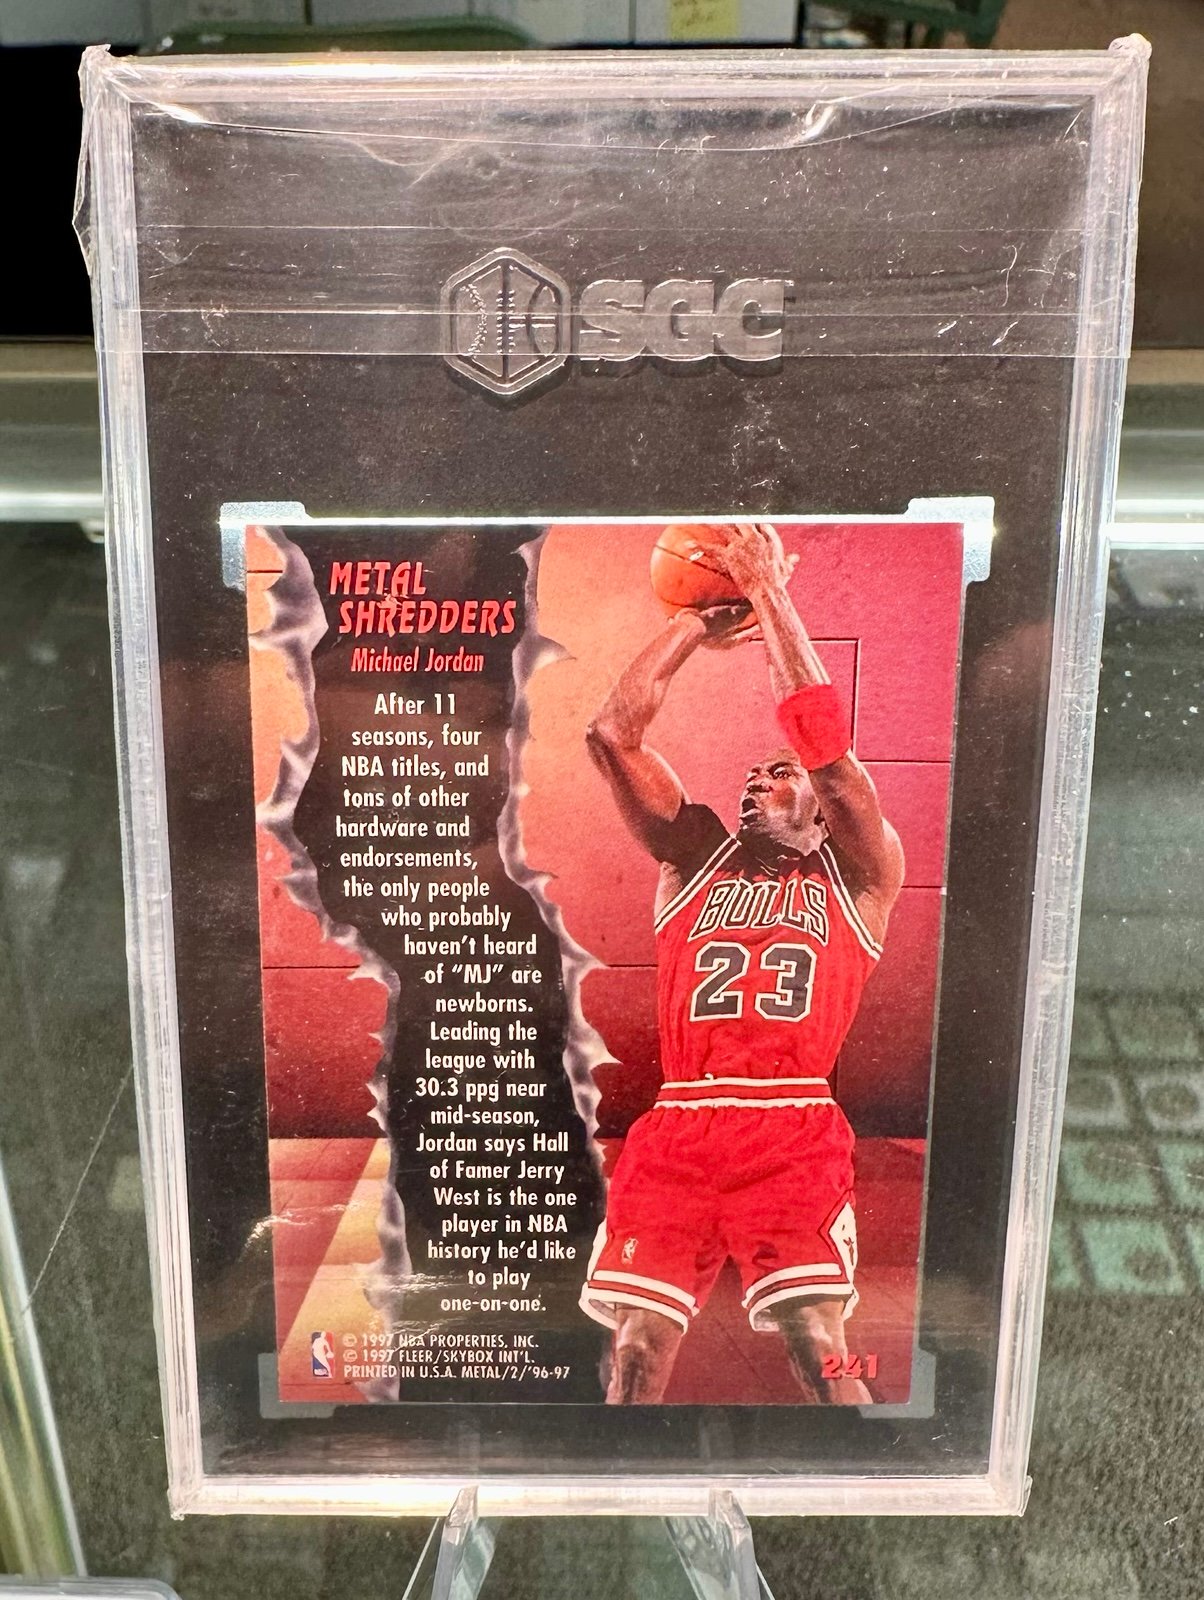 SGC
METAL
SHREDDERS
Michael Jordan
After 11
seasons, four
NBA titles, and
tons of other
hardware and
endorsements,
the only people
who probably
haven't heard
of "MJ" are
newborns.
Leading the
league with
30.3 ppg near
mid-season,
Jordan says Hall
of Famer Jerry
West is the one
player in NBA
history he'd like
to play
one-on-one.
© 1997 NBA PROPERTIES, INC.
© 1997 FLEER/SKYBOX INT'L.
PRINTED IN U.S.A. METAL/2/'96-97
BULLS
23
241